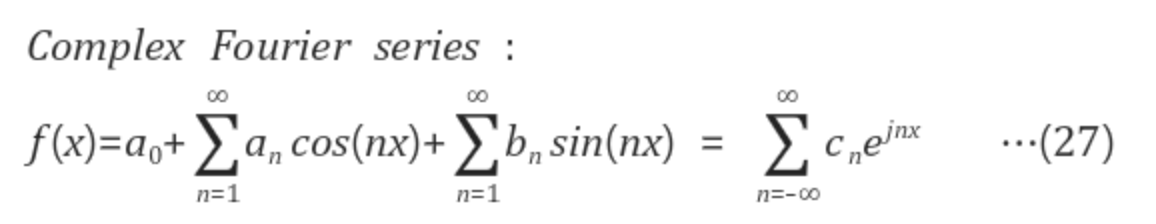 Complex Fourier series :
f(x)=a₀+∑_{n=1}^{∞} aₙ cos(nx)+∑_{n=1}^{∞} bₙ sin(nx) = ∑_{n=-∞}^{∞} cₙe^{jnx} ⋯(27)